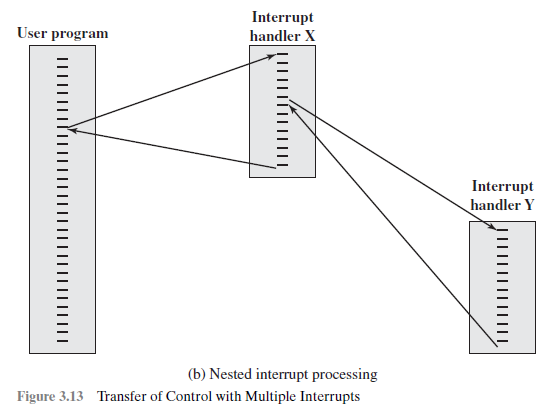 User program
Interrupt
handler X
Interrupt
handler Y
(b) Nested interrupt processing
Figure 3.13 Transfer of Control with Multiple Interrupts